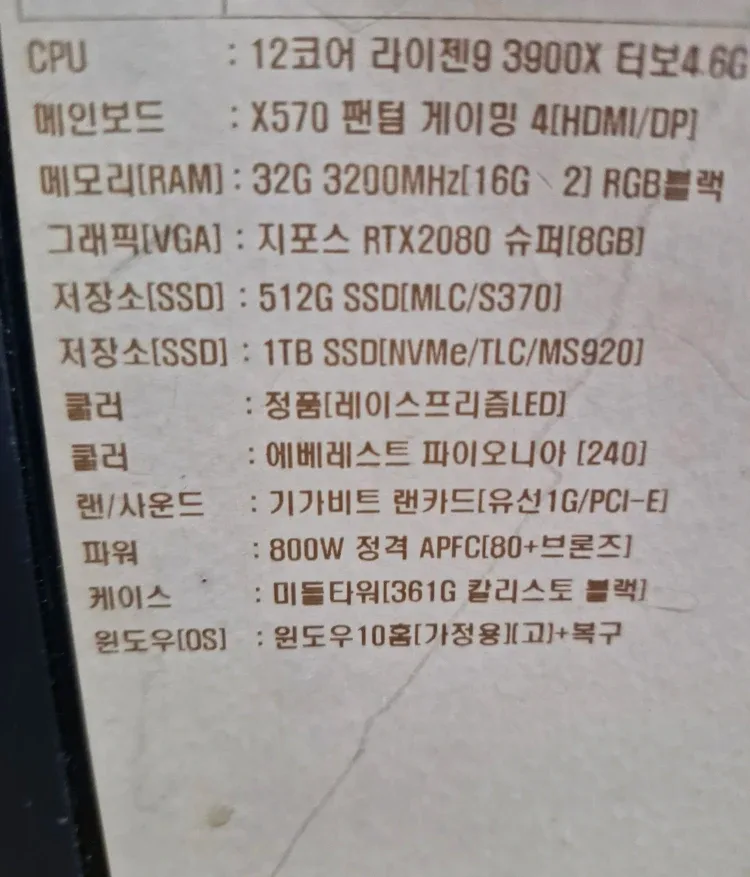 CPU : 12코어 라이젠9 3900X 터보4.6G
메인보드 : X570 팬텀 게이밍 4[HDMI/DP]
메모리[RAM] : 32G 3200MHz[16G 2] RGB블랙
그래픽[VGA] : 지포스 RTX2080 슈퍼[8GB]
저장소[SSD] : 512G SSD[MLC/S370]
저장소[SSD] : 1TB SSD[NVMe/TLC/MS920]
쿨러 : 정품[레이스프리즘LED]
쿨러 : 에베레스트 파이오니아 [240]
랜/사운드 : 기가비트 랜카드[유선1G/PCI-E]
파워 : 800W 정격 APFC[80+브론즈]
케이스 : 미들타워[361G 칼리스토 블랙]
윈도우[OS] : 윈도우10홈[가정용][고]+복구